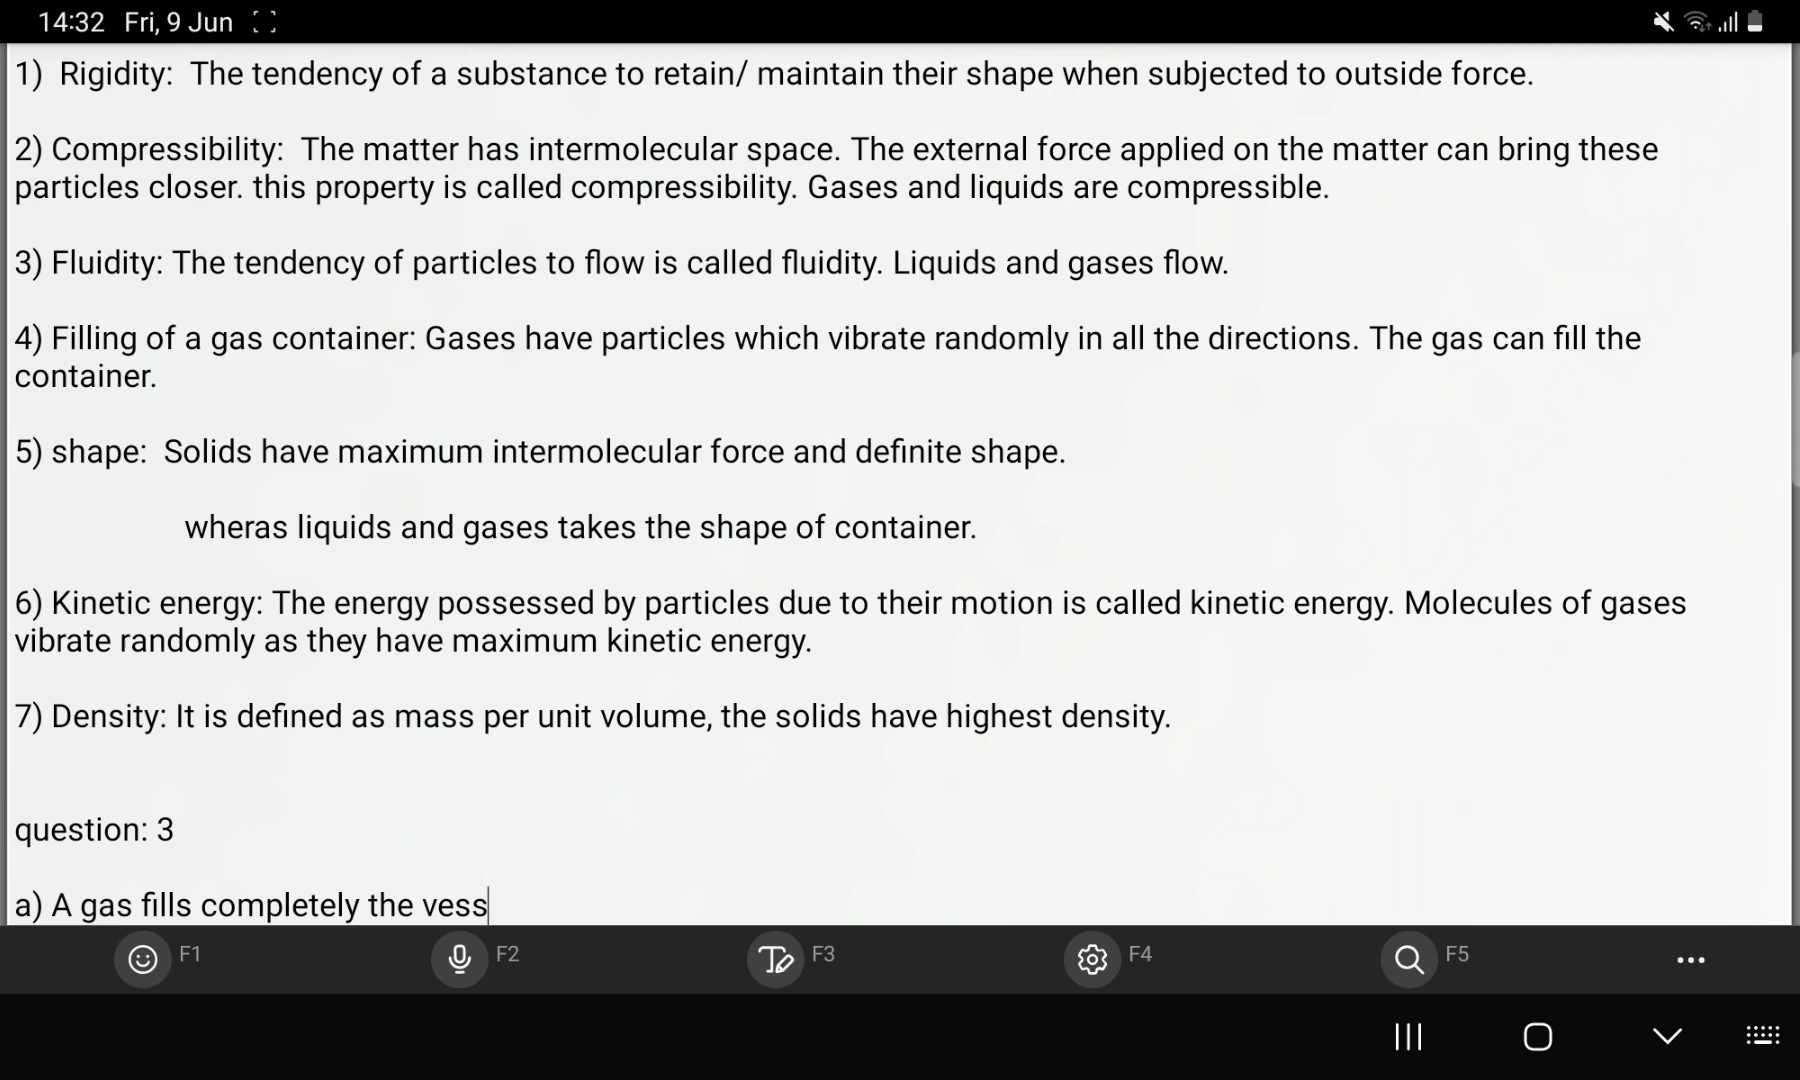 14:32 Fri, 9 Jun
1) Rigidity: The tendency of a substance to retain/ maintain their shape when subjected to outside force.
2) Compressibility: The matter has intermolecular space. The external force applied on the matter can bring these
particles closer. this property is called compressibility. Gases and liquids are compressible.
3) Fluidity: The tendency of particles to flow is called fluidity. Liquids and gases flow.
4) Filling of a gas container: Gases have particles which vibrate randomly in all the directions. The gas can fill the
container.
5) shape: Solids have maximum intermolecular force and definite shape.
wheras liquids and gases takes the shape of container.
6) Kinetic energy: The energy possessed by particles due to their motion is called kinetic energy. Molecules of gases
vibrate randomly as they have maximum kinetic energy.
7) Density: It is defined as mass per unit volume, the solids have highest density.
question: 3
a) A gas fills completely the vess
F1 F2 F3 F4 F5